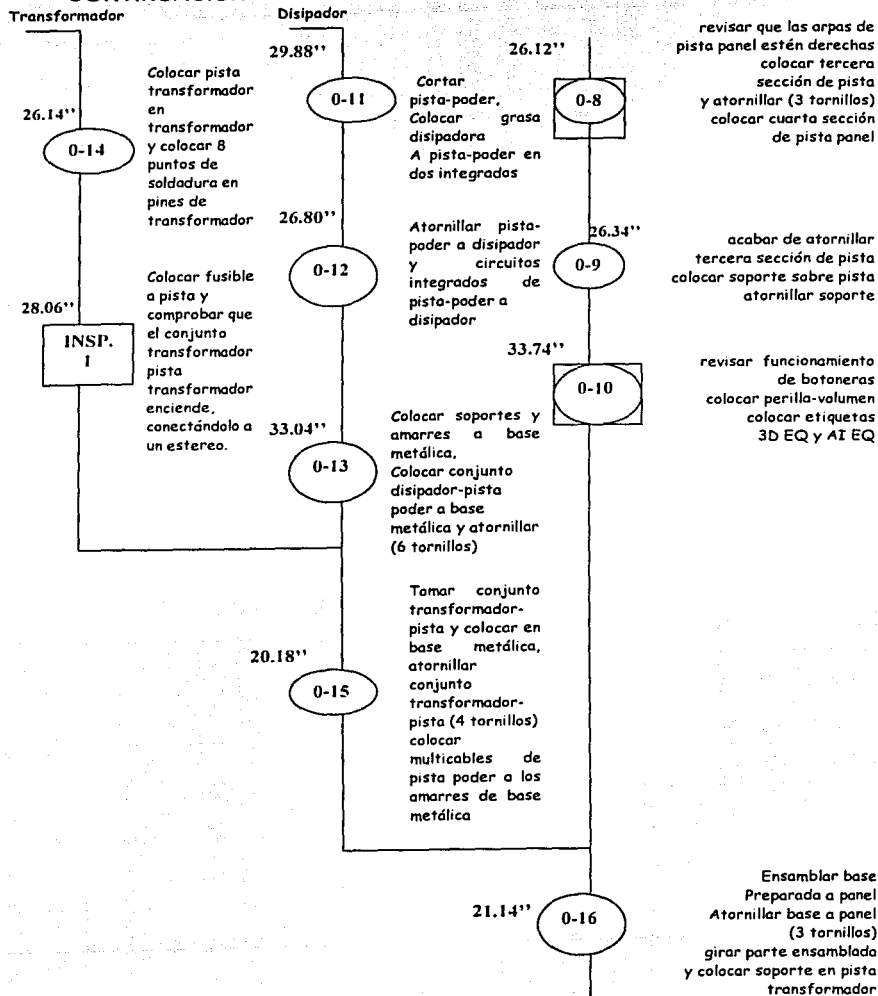 Transformador
26.14''
0-14
Colocar pista
transformador
en
transformador
y colocar 8
puntos de
soldadura en
pines de
transformador
28.06''
INSP.
1
Colocar fusible
a pista y
comprobar que
el conjunto
transformador
pista
transformador
enciende,
conectándolo a
un estereo.
Disipador
29.88''
0-11
Cortar
pista-poder,
Colocar grasa
disipadora
A pista-poder en
dos integrados
26.80''
0-12
Atornillar pista-
poder a disipador
y circuitos
integrados de
pista-poder a
disipador
33.04''
0-13
Colocar soportes y
amarres a base
metálica,
Colocar conjunto
disipador-pista
poder a base
metálica y atornillar
(6 tornillos)
20.18''
0-15
Tomar conjunto
transformador-
pista y colocar en
base metálica,
atornillar
conjunto
transformador-
pista (4 tornillos)
colocar
multicables de
pista poder a los
amarres de base
metálica
26.12''
0-8
revisar que las arpas de
pista panel estén derechas
colocar tercera
sección de pista
y atornillar (3 tornillos)
colocar cuarta sección
de pista panel
26.34''
0-9
acabar de atornillar
tercera sección de pista
colocar soporte sobre pista
atornillar soporte
33.74''
0-10
revisar funcionamiento
de botoneras
colocar perilla-volumen
colocar etiquetas
3D EQ y AI EQ
21.14''
0-16
Ensamblar base
Preparada a panel
Atornillar base a panel
(3 tornillos)
girar parte ensamblada
y colocar soporte en pista
transformador